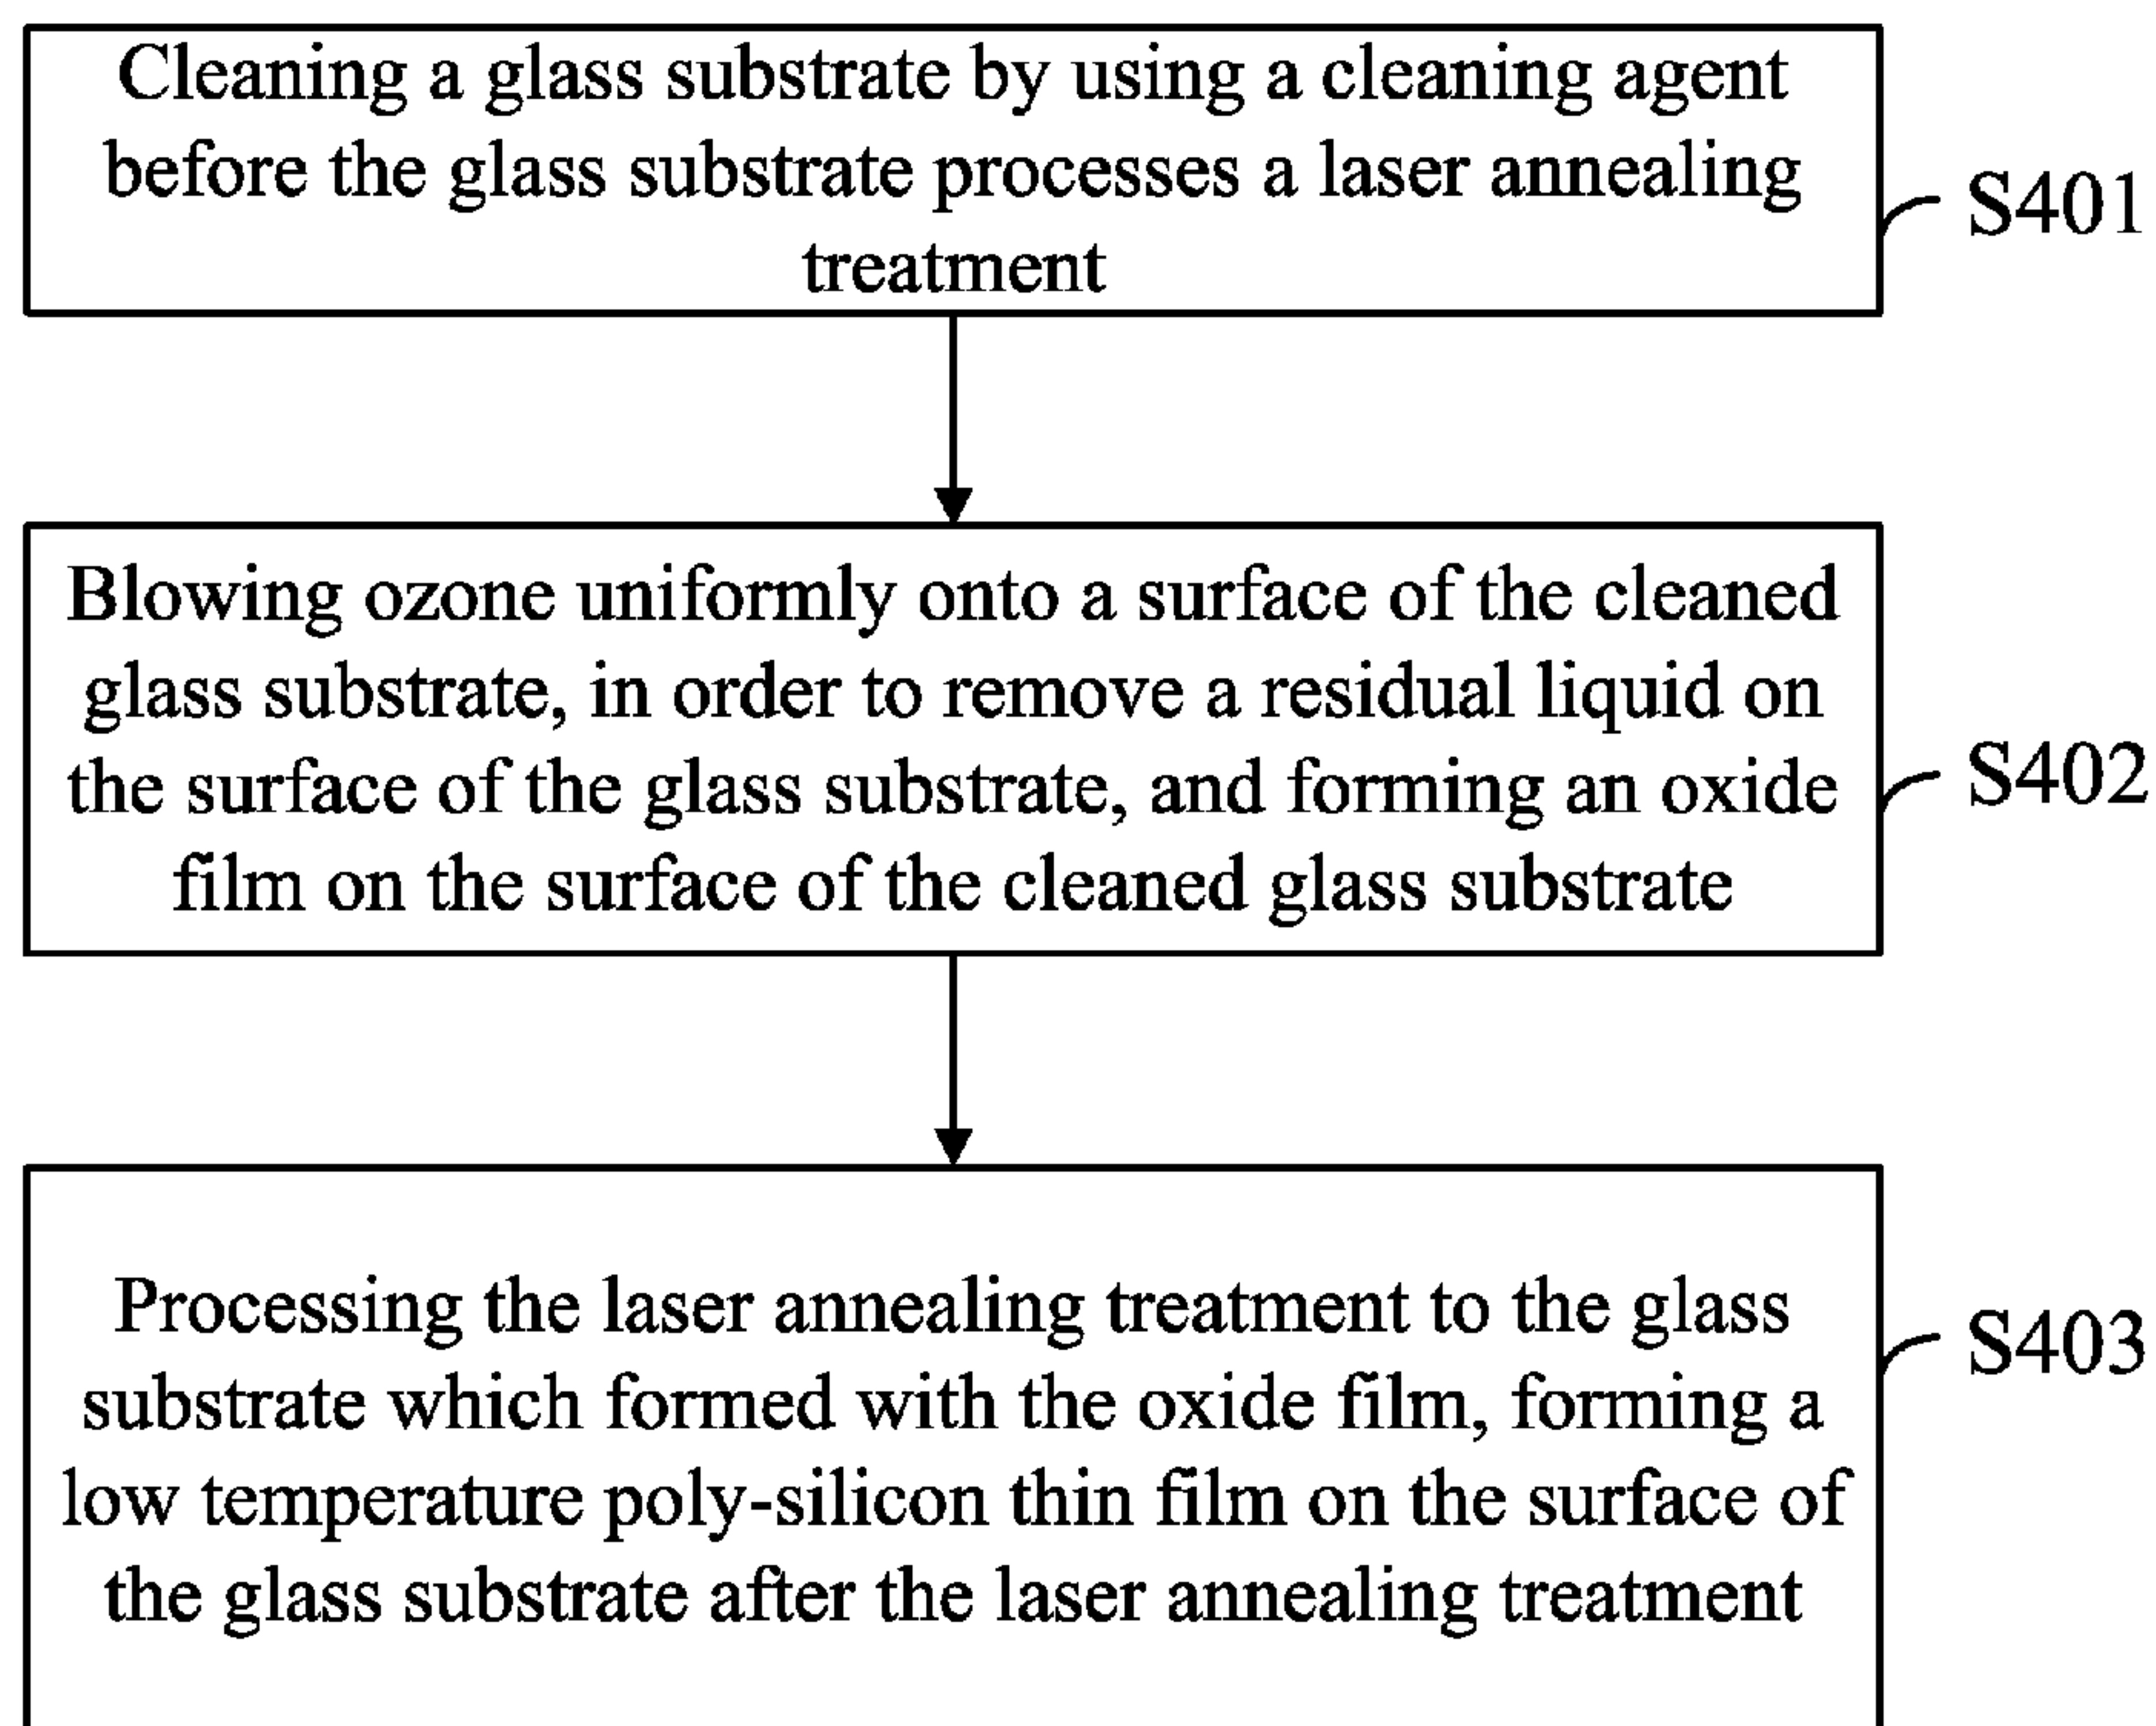 Cleaning a glass substrate by using a cleaning agent
before the glass substrate processes a laser annealing
treatment
S401
Blowing ozone uniformly onto a surface of the cleaned
glass substrate, in order to remove a residual liquid on
the surface of the glass substrate, and forming an oxide
film on the surface of the cleaned glass substrate
S402
Processing the laser annealing treatment to the glass
substrate which formed with the oxide film, forming a
low temperature poly-silicon thin film on the surface of
the glass substrate after the laser annealing treatment
S403